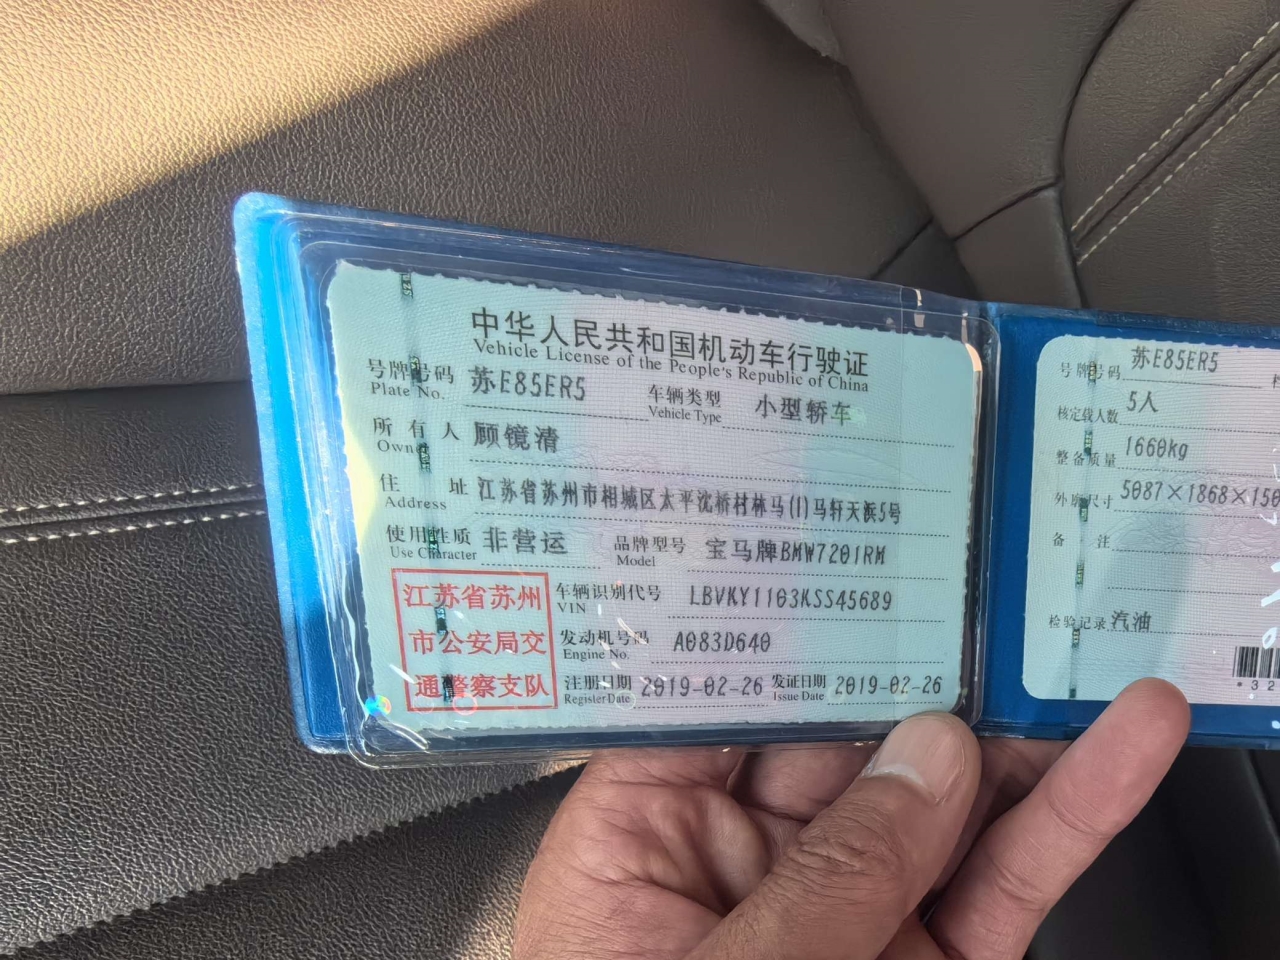 中华人民共和国机动车行驶证
Vehicle License of the People's Republic of China
号牌号码 苏E85ER5 车辆类型 小型轿车
Plate No. Vehicle Type
所有人 顾镜清
Owner
住址 江苏省苏州市相城区太平沈桥村林马(1)马轩天浜5号
Address
使用性质 非营运 品牌型号 宝马牌BMW7201RM
Use Character Model
江苏省苏州
市公安局交
通警察支队
车辆识别代号 LBVKY1103KSS45689
VIN
发动机号码 A083D640
Engine No.
注册日期 2019-02-26 发证日期 2019-02-26
Register Date Issue Date
号牌号码 苏E85ER5
核定载人数 5人
整备质量 1660kg
外廓尺寸 5087×1868×150
备注
检验记录 汽油
*32